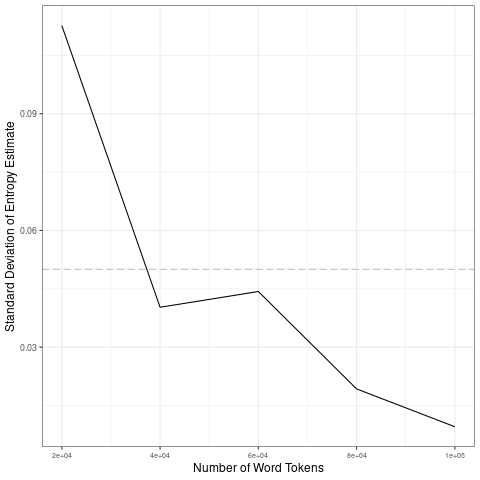 Standard Deviation of Entropy Estimate
0.09
0.06
0.03
2e+04 4e+04 6e+04 8e+04 1e+05
Number of Word Tokens